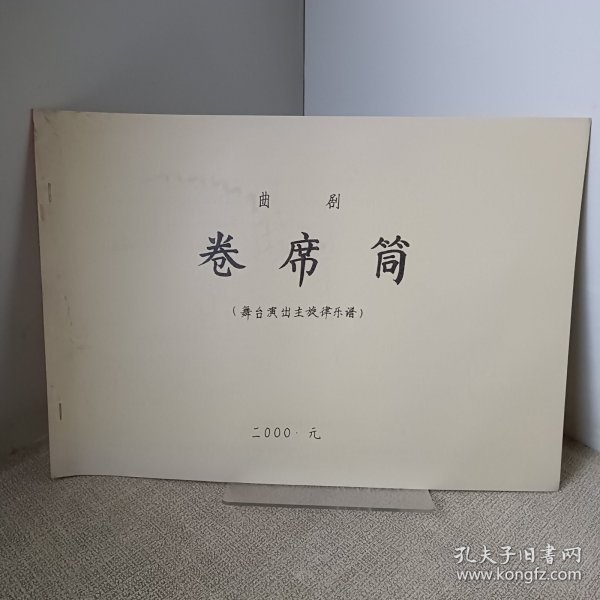 曲 剧
卷席筒
（舞台演出主旋律乐谱）
二000·元
孔夫子旧书网
www.kongfz.com